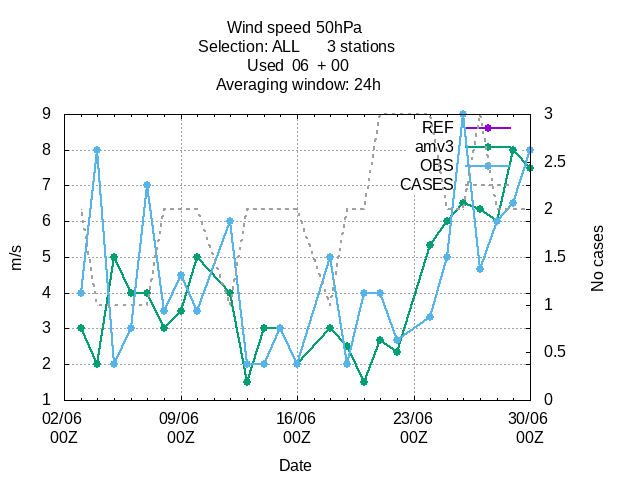 Wind speed 50hPa
Selection: ALL 3 stations
Used 06 + 00
Averaging window: 24h
9
8
7
6
5
4
3
2
1
m/s
3
2.5
2
1.5
1
0.5
0
No cases
REF
amv3
OBS
CASES
02/06 09/06 16/06 23/06 30/06
00Z 00Z 00Z 00Z 00Z
Date